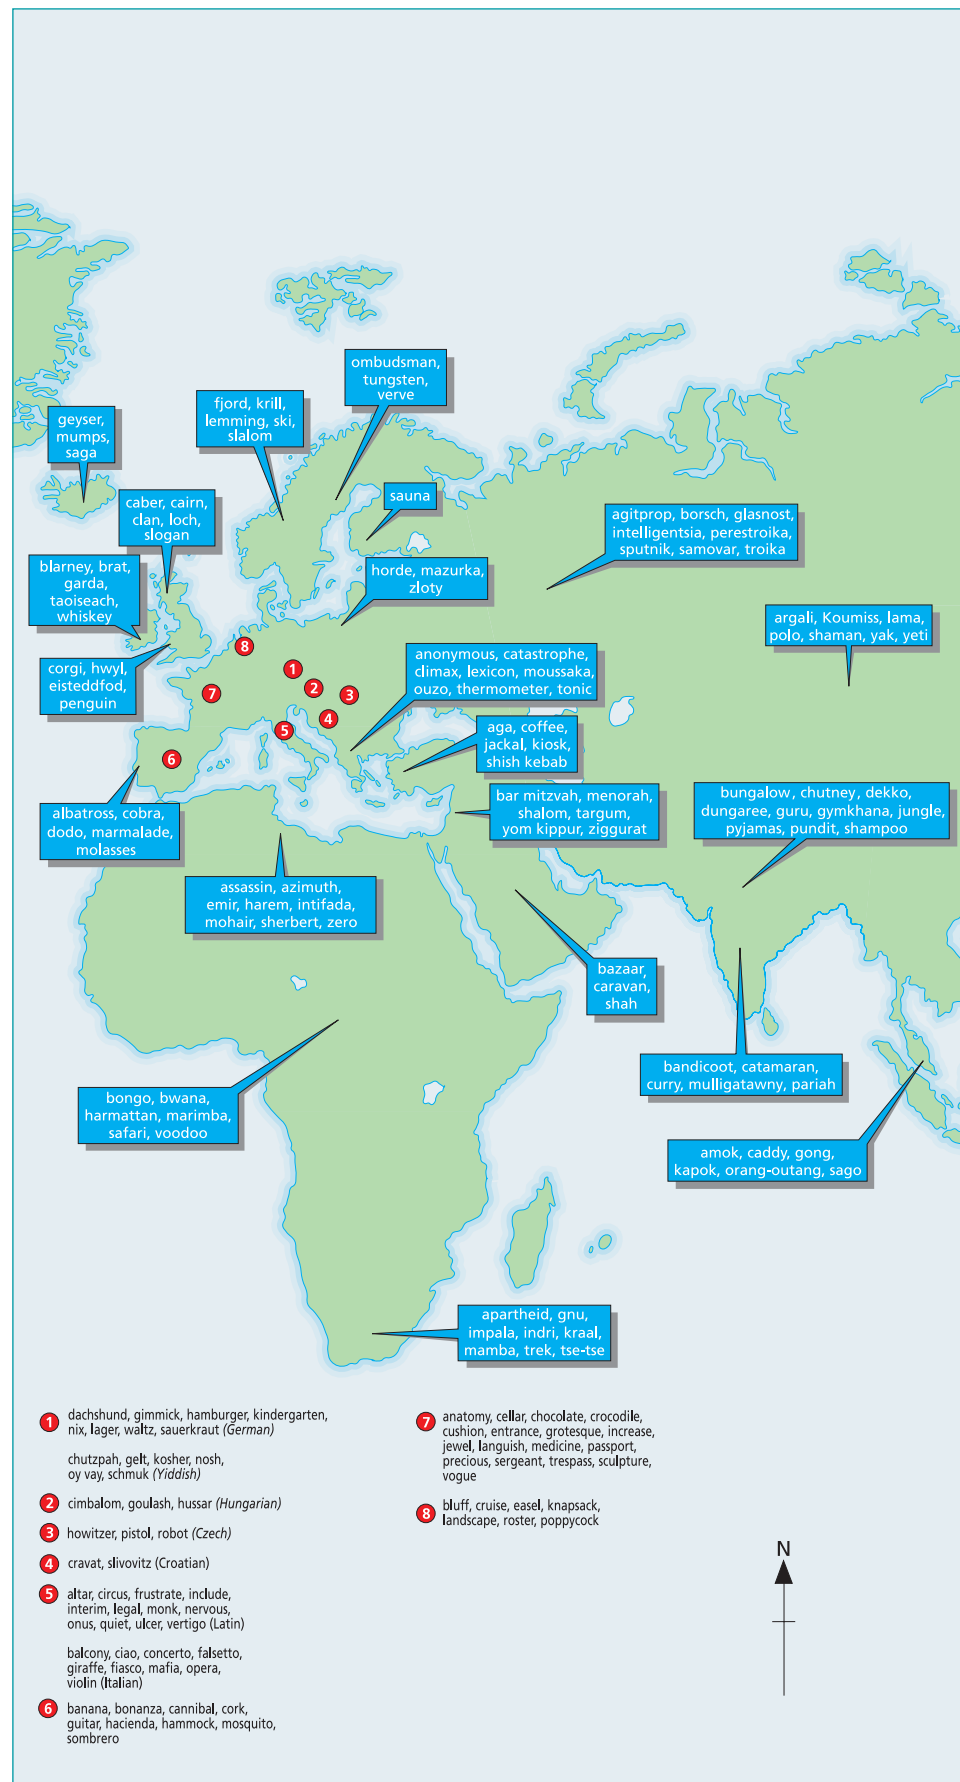 ombudsman,
tungsten,
verve
fjord, krill,
lemming, ski,
slalom
geyser,
mumps,
saga
caber, cairn,
clan, loch,
slogan
sauna
agitprop, borsch, glasnost,
intelligentsia, perestroika,
sputnik, samovar, troika
blarney, brat,
garda,
taoiseach,
whiskey
horde, mazurka,
zloty
argali, Koumiss, lama,
polo, shaman, yak, yeti
corgi, hwyl,
eisteddfod,
penguin
anonymous, catastrophe,
climax, lexicon, moussaka,
ouzo, thermometer, tonic
8
1
2
3
7
4
5
6
aga, coffee,
jackal, kiosk,
shish kebab
bar mitzvah, menorah,
shalom, targum,
yom kippur, ziggurat
bungalow, chutney, dekko,
dungaree, guru, gymkhana, jungle,
pyjamas, pundit, shampoo
albatross, cobra,
dodo, marmalade,
molasses
assassin, azimuth,
emir, harem, intifada,
mohair, sherbert, zero
bazaar,
caravan,
shah
bandicoot, catamaran,
curry, mulligatawny, pariah
bongo, bwana,
harmattan, marimba,
safari, voodoo
amok, caddy, gong,
kapok, orang-outang, sago
apartheid, gnu,
impala, indri, kraal,
mamba, trek, tse-tse
1 dachshund, gimmick, hamburger, kindergarten,
nix, lager, waltz, sauerkraut (German)
chutzpah, gelt, kosher, nosh,
oy vay, schmuk (Yiddish)
2 cimbalom, goulash, hussar (Hungarian)
3 howitzer, pistol, robot (Czech)
4 cravat, slivovitz (Croatian)
5 altar, circus, frustrate, include,
interim, legal, monk, nervous,
onus, quiet, ulcer, vertigo (Latin)
balcony, ciao, concerto, falsetto,
giraffe, fiasco, mafia, opera,
violin (Italian)
6 banana, bonanza, cannibal, cork,
guitar, hacienda, hammock, mosquito,
sombrero
7 anatomy, cellar, chocolate, crocodile,
cushion, entrance, grotesque, increase,
jewel, languish, medicine, passport,
precious, sergeant, trespass, sculpture,
vogue
8 bluff, cruise, easel, knapsack,
landscape, roster, poppycock
N